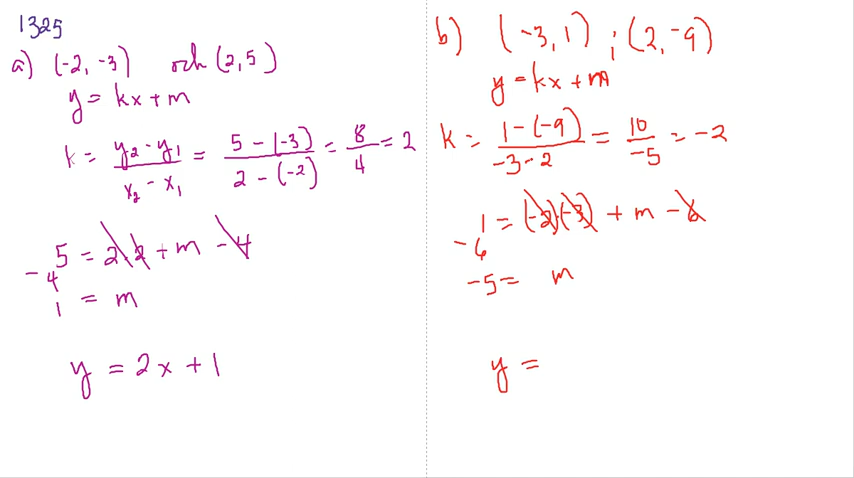 1325
a) (-2, -3) och (2, 5)
y = kx + m
k = (y₂ - y₁)/(x₂ - x₁) = (5 - (-3))/(2 - (-2)) = 8/4 = 2
5 = 2·2 + m - 4
-4
1 = m
y = 2x + 1
b) (-3, 1) ; (2, -9)
y = kx + m
k = (1 - (-9))/(-3 - 2) = 10/-5 = -2
1 = (-2)·(-3) + m - 6
-6
-5 = m
y =